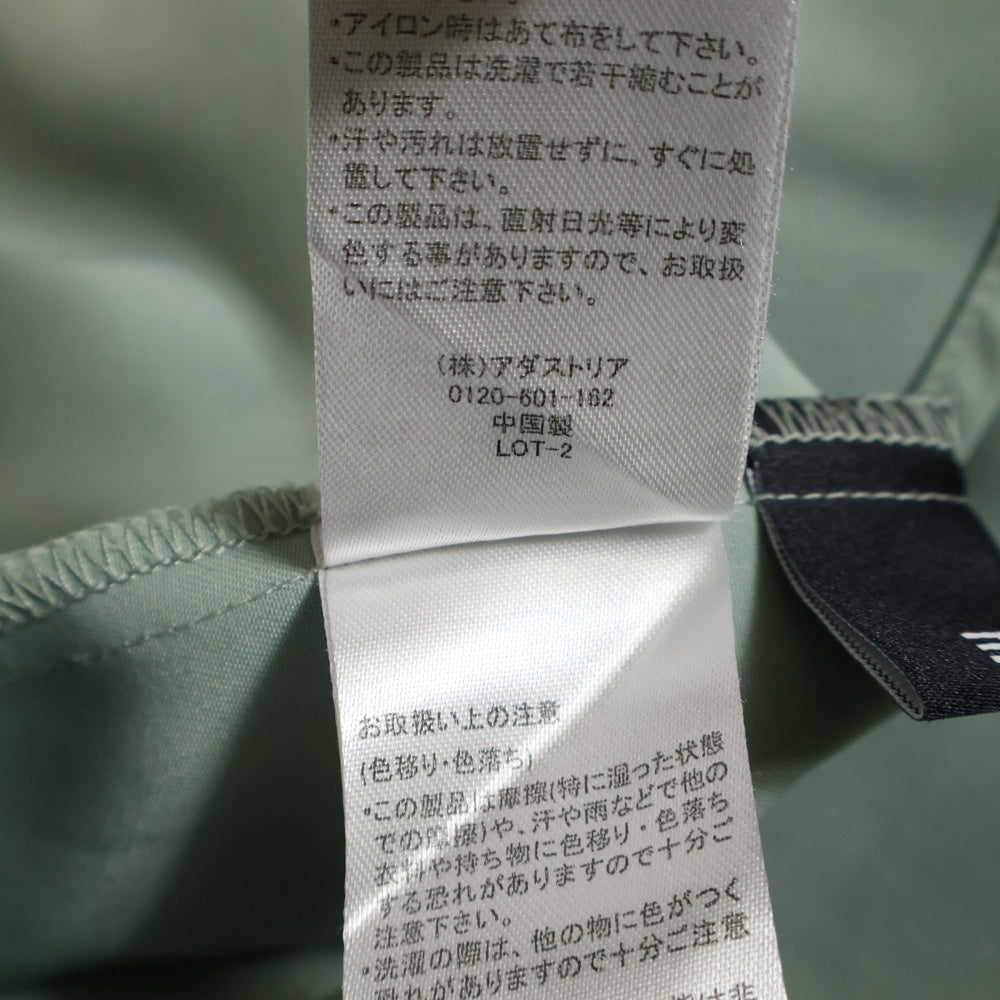 ・アイロン時はあて布をして下さい。
・この製品は洗濯で若干縮むことが
あります。
・汗や汚れは放置せずに、すぐに処
置して下さい。
・この製品は、直射日光等により変
色する事がありますので、お取扱
いにはご注意下さい。
(株)アダストリア
0120-601-162
中国製
LOT-2
お取扱い上の注意
(色移り・色落ち)
・この製品は摩擦(特に湿った状態
での摩擦)や、汗や雨などで他の
衣料や持ち物に色移り・色落ち
する恐れがありますので十分ご
注意下さい。
・洗濯の際は、他の物に色がつく
恐れがありますので十分ご注意